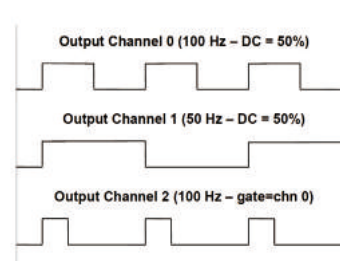 Output Channel 0 (100 Hz – DC = 50%)
Output Channel 1 (50 Hz – DC = 50%)
Output Channel 2 (100 Hz – gate=chn 0)